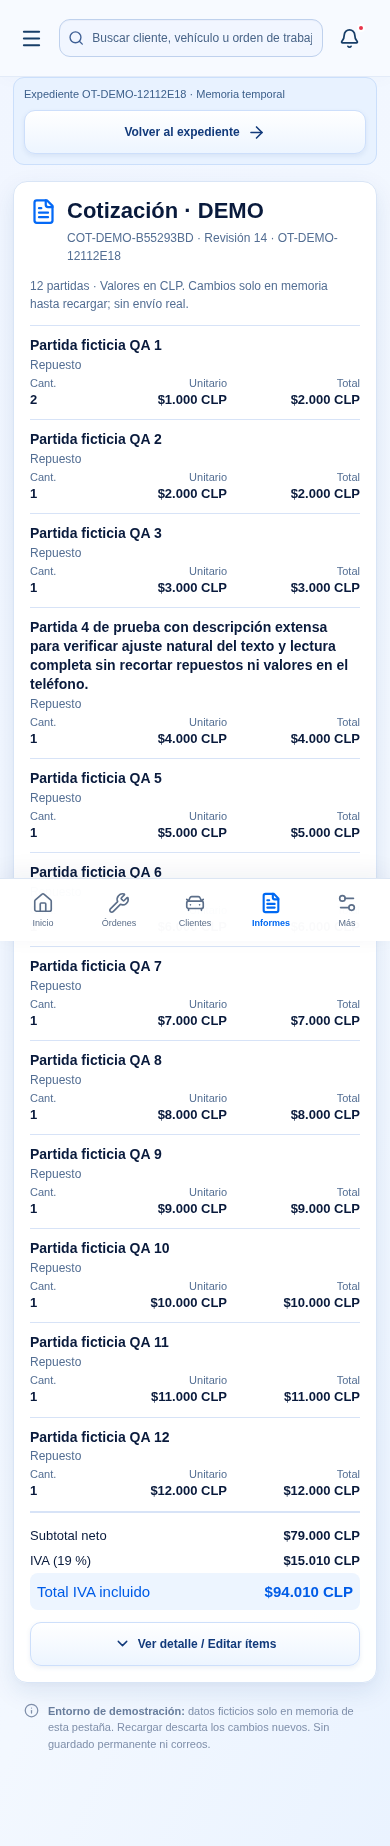 Buscar cliente, vehículo u orden de trabaj
Expediente OT-DEMO-12112E18 · Memoria temporal
Volver al expediente
Cotización · DEMO
COT-DEMO-B55293BD · Revisión 14 · OT-DEMO-
12112E18
12 partidas · Valores en CLP. Cambios solo en memoria
hasta recargar; sin envío real.
Partida ficticia QA 1
Repuesto
Cant. Unitario Total
2 $1.000 CLP $2.000 CLP
Partida ficticia QA 2
Repuesto
Cant. Unitario Total
1 $2.000 CLP $2.000 CLP
Partida ficticia QA 3
Repuesto
Cant. Unitario Total
1 $3.000 CLP $3.000 CLP
Partida 4 de prueba con descripción extensa
para verificar ajuste natural del texto y lectura
completa sin recortar repuestos ni valores en el
teléfono.
Repuesto
Cant. Unitario Total
1 $4.000 CLP $4.000 CLP
Partida ficticia QA 5
Repuesto
Cant. Unitario Total
1 $5.000 CLP $5.000 CLP
Partida ficticia QA 6
Inicio Órdenes Clientes Informes Más
Partida ficticia QA 7
Repuesto
Cant. Unitario Total
1 $7.000 CLP $7.000 CLP
Partida ficticia QA 8
Repuesto
Cant. Unitario Total
1 $8.000 CLP $8.000 CLP
Partida ficticia QA 9
Repuesto
Cant. Unitario Total
1 $9.000 CLP $9.000 CLP
Partida ficticia QA 10
Repuesto
Cant. Unitario Total
1 $10.000 CLP $10.000 CLP
Partida ficticia QA 11
Repuesto
Cant. Unitario Total
1 $11.000 CLP $11.000 CLP
Partida ficticia QA 12
Repuesto
Cant. Unitario Total
1 $12.000 CLP $12.000 CLP
Subtotal neto $79.000 CLP
IVA (19 %) $15.010 CLP
Total IVA incluido $94.010 CLP
Ver detalle / Editar ítems
Entorno de demostración: datos ficticios solo en memoria de
esta pestaña. Recargar descarta los cambios nuevos. Sin
guardado permanente ni correos.